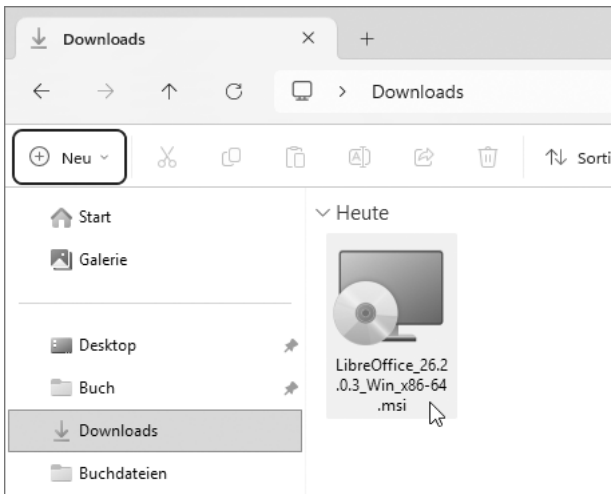 Downloads
Downloads
Neu
Sorti
Start
Heute
Galerie
Desktop
LibreOffice_26.2
.0.3_Win_x86-64
.msi
Buch
Downloads
Buchdateien